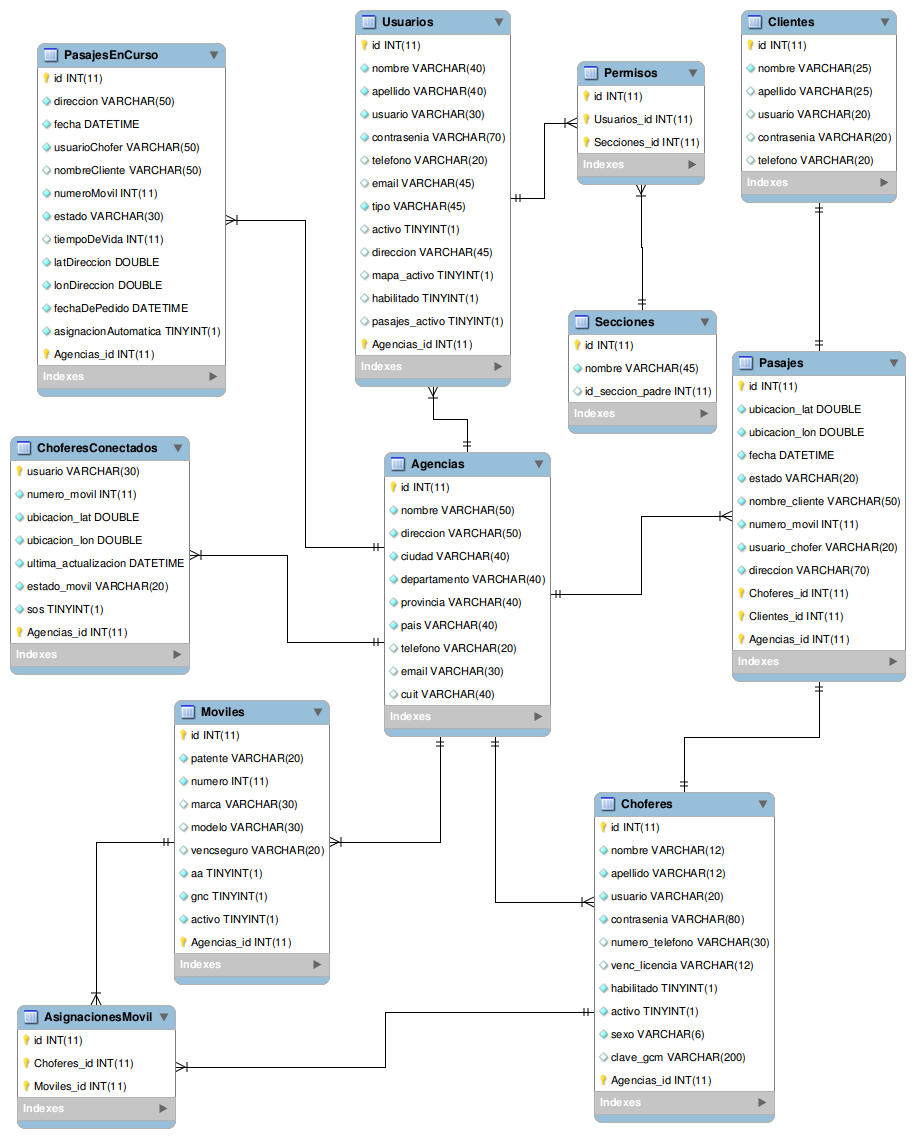 PasajesEnCurso
id INT(11)
direccion VARCHAR(50)
fecha DATETIME
usuarioChofer VARCHAR(50)
nombreCliente VARCHAR(50)
numeroMovil INT(11)
estado VARCHAR(30)
tiempoDeVida INT(11)
latDireccion DOUBLE
lonDireccion DOUBLE
fechaDePedido DATETIME
asignacionAutomatica TINYINT(1)
Agencias_id INT(11)
Indexes
Usuarios
id INT(11)
nombre VARCHAR(40)
apellido VARCHAR(40)
usuario VARCHAR(30)
contrasenia VARCHAR(70)
telefono VARCHAR(20)
email VARCHAR(45)
tipo VARCHAR(45)
activo TINYINT(1)
direccion VARCHAR(45)
mapa_activo TINYINT(1)
habilitado TINYINT(1)
pasajes_activo TINYINT(1)
Agencias_id INT(11)
Indexes
Permisos
id INT(11)
Usuarios_id INT(11)
Secciones_id INT(11)
Indexes
Clientes
id INT(11)
nombre VARCHAR(25)
apellido VARCHAR(25)
usuario VARCHAR(20)
contrasenia VARCHAR(20)
telefono VARCHAR(20)
Indexes
Secciones
id INT(11)
nombre VARCHAR(45)
id_seccion_padre INT(11)
Indexes
Pasajes
id INT(11)
ubicacion_lat DOUBLE
ubicacion_lon DOUBLE
fecha DATETIME
estado VARCHAR(20)
nombre_cliente VARCHAR(50)
numero_movil INT(11)
usuario_chofer VARCHAR(20)
direccion VARCHAR(70)
Choferes_id INT(11)
Clientes_id INT(11)
Agencias_id INT(11)
Indexes
ChoferesConectados
usuario VARCHAR(30)
numero_movil INT(11)
ubicacion_lat DOUBLE
ubicacion_lon DOUBLE
ultima_actualizacion DATETIME
estado_movil VARCHAR(20)
sos TINYINT(1)
Agencias_id INT(11)
Indexes
Agencias
id INT(11)
nombre VARCHAR(50)
direccion VARCHAR(50)
ciudad VARCHAR(40)
departamento VARCHAR(40)
provincia VARCHAR(40)
pais VARCHAR(40)
telefono VARCHAR(20)
email VARCHAR(30)
cuit VARCHAR(40)
Indexes
Moviles
id INT(11)
patente VARCHAR(20)
numero INT(11)
marca VARCHAR(30)
modelo VARCHAR(30)
vencseguro VARCHAR(20)
aa TINYINT(1)
gnc TINYINT(1)
activo TINYINT(1)
Agencias_id INT(11)
Indexes
Choferes
id INT(11)
nombre VARCHAR(12)
apellido VARCHAR(12)
usuario VARCHAR(20)
contrasenia VARCHAR(80)
numero_telefono VARCHAR(30)
venc_licencia VARCHAR(12)
habilitado TINYINT(1)
activo TINYINT(1)
sexo VARCHAR(6)
clave_gcm VARCHAR(200)
Agencias_id INT(11)
Indexes
AsignacionesMovil
id INT(11)
Choferes_id INT(11)
Moviles_id INT(11)
Indexes